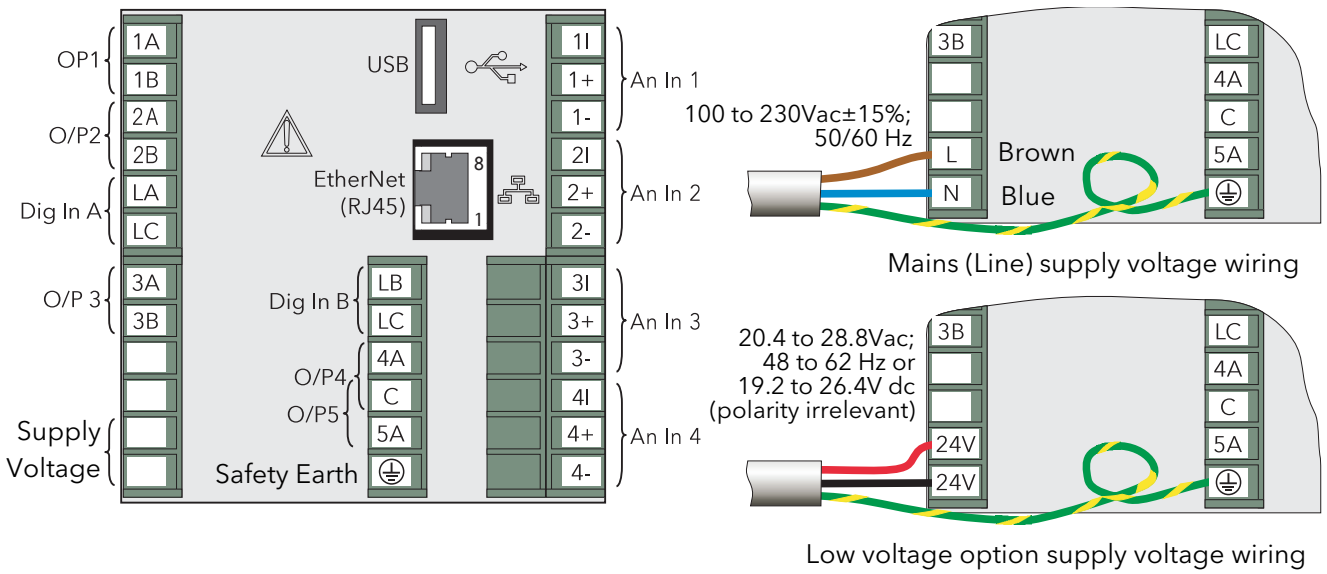 OP1
1A
1B
O/P2
2A
2B
Dig In A
LA
LC
O/P 3
3A
3B
Supply
Voltage
USB
EtherNet
(RJ45)
8
1
Dig In B
LB
LC
O/P4
4A
C
O/P5
5A
Safety Earth
1I
1+
1-
An In 1
2I
2+
2-
An In 2
3I
3+
3-
An In 3
4I
4+
4-
An In 4
100 to 230Vac±15%;
50/60 Hz
3B
L
N
Brown
Blue
LC
4A
C
5A
Mains (Line) supply voltage wiring
20.4 to 28.8Vac;
48 to 62 Hz or
19.2 to 26.4V dc
(polarity irrelevant)
3B
24V
24V
LC
4A
C
5A
Low voltage option supply voltage wiring